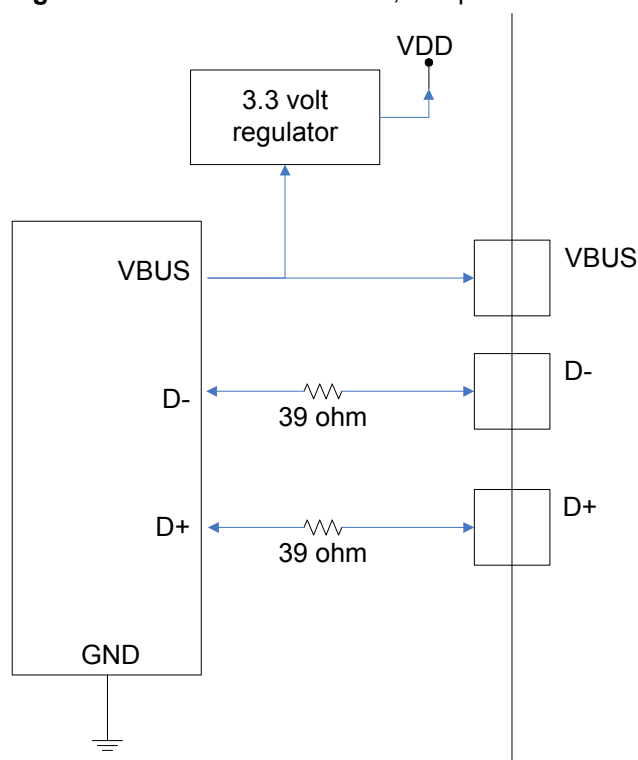 VDD
3.3 volt
regulator
VBUS
VBUS
D-
D-
39 ohm
D+
D+
39 ohm
GND